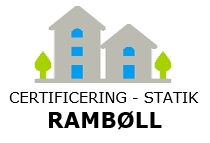 CERTIFICERING - STATIK
RAMBØLL